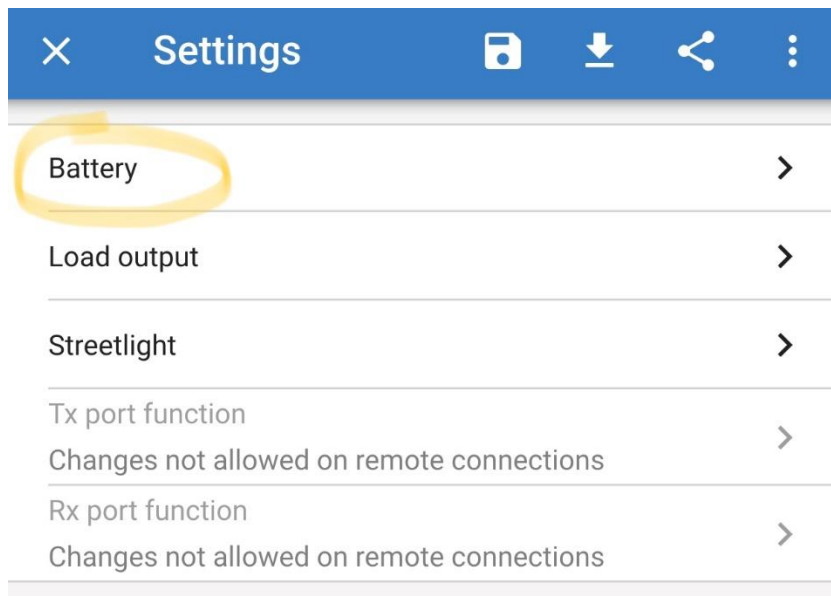 Settings
Battery
Load output
Streetlight
Tx port function
Changes not allowed on remote connections
Rx port function
Changes not allowed on remote connections